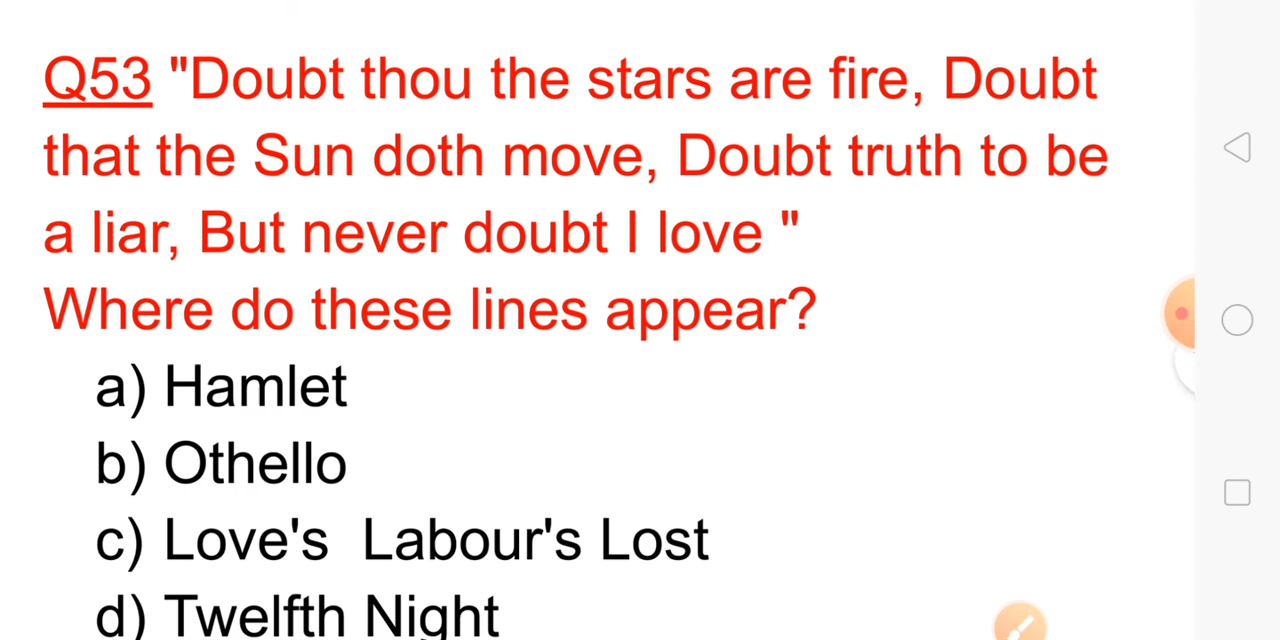 Q53 "Doubt thou the stars are fire, Doubt
that the Sun doth move, Doubt truth to be
a liar, But never doubt I love "
Where do these lines appear?
a) Hamlet
b) Othello
c) Love's  Labour's Lost
d) Twelfth Night